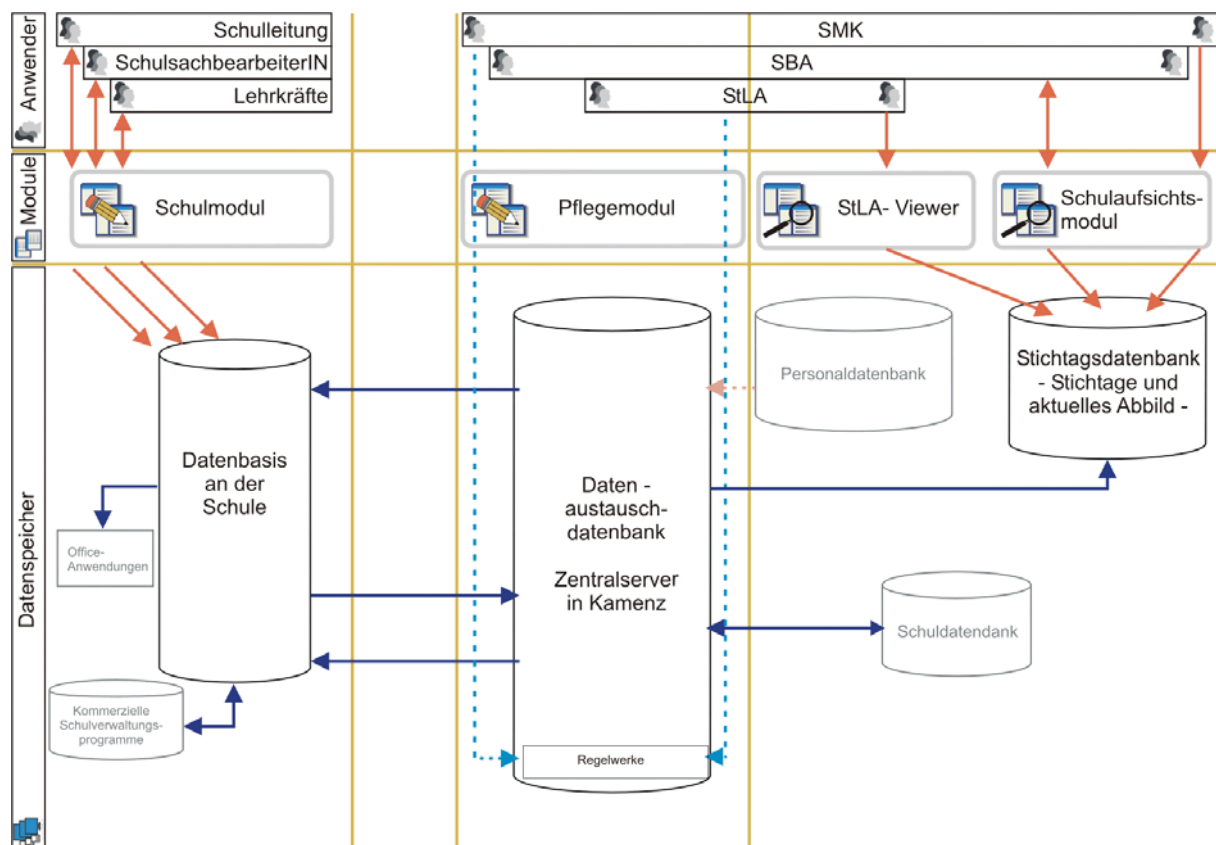 Anwender
Schulleitung
SchulsachbearbeiterIN
Lehrkräfte
SMK
SBA
StLA
Module
Schulmodul
Pflegemodul
StLA- Viewer
Schulaufsichts-
modul
Datenspeicher
Datenbasis
an der
Schule
Office-
Anwendungen
Kommerzielle
Schulverwaltungs-
programme
Daten -
austausch-
datenbank
Zentralserver
in Kamenz
Regelwerke
Personaldatenbank
Stichtagsdatenbank
- Stichtage und
aktuelles Abbild -
Schuldatendank